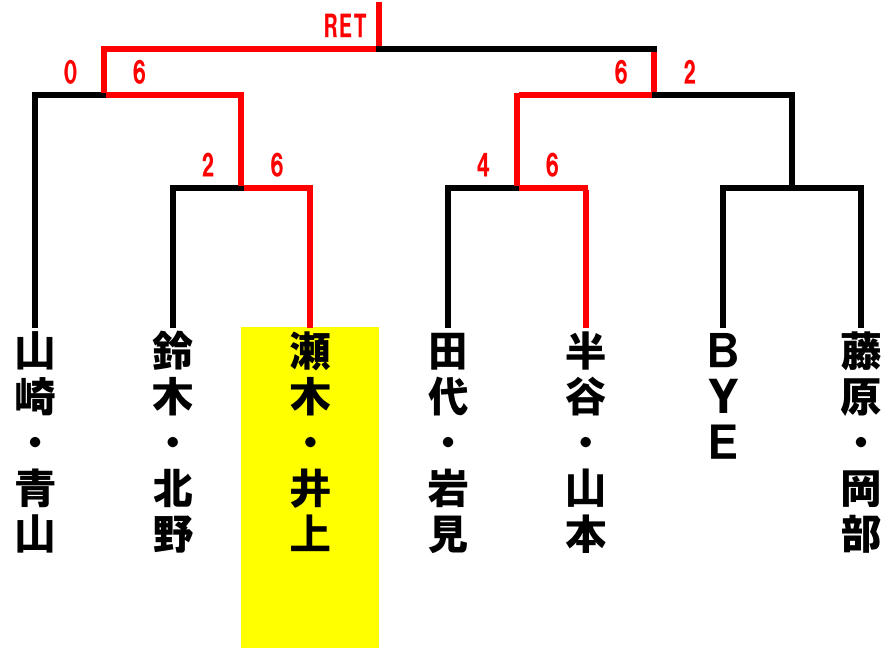 RET
0 6 6 2
2 6 4 6
山崎・青山
鈴木・北野
瀬木・井上
田代・岩見
半谷・山本
BYE
藤原・岡部